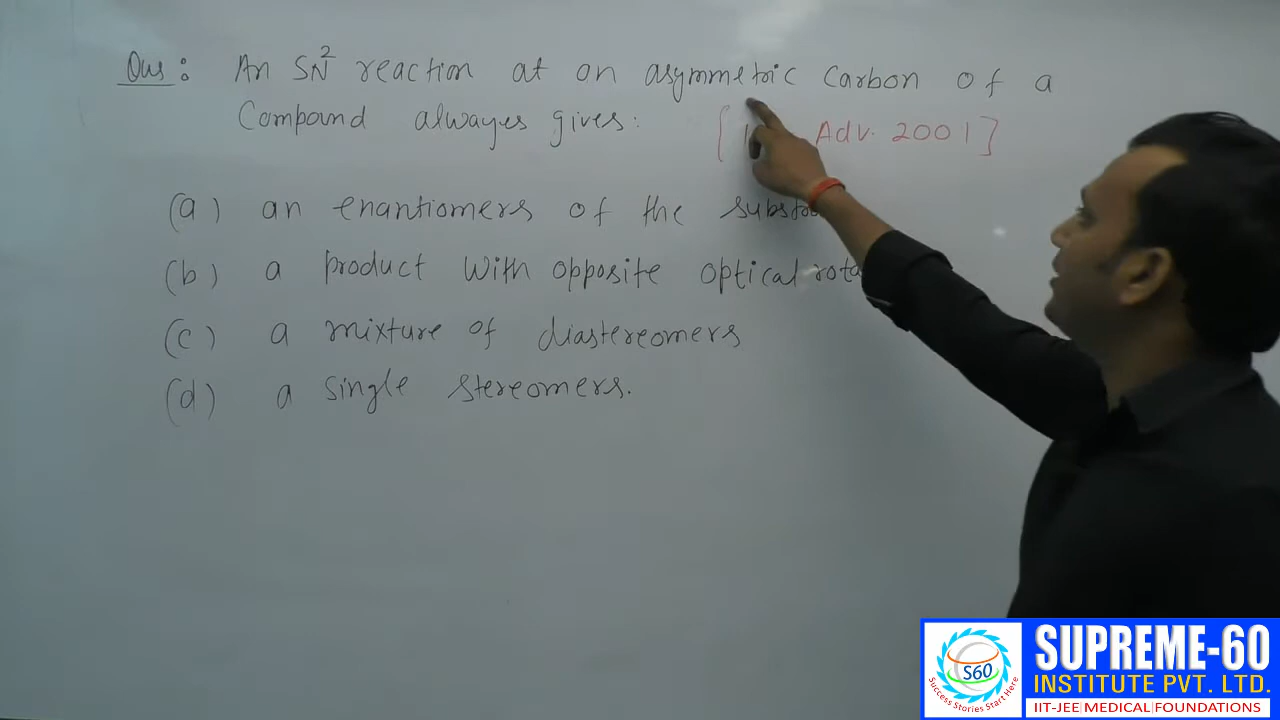 Qus: An SN² reaction at on asymmetric Carbon of a
Compound alwayes gives: [ Adv. 2001]
(a) an enantiomers of the
(b) a product with opposite optical
(c) a mixture of diastereomers
(d) a single stereomers.
S60
Success Stories Start Here
SUPREME-60
INSTITUTE PVT. LTD.
IIT-JEE MEDICAL FOUNDATIONS